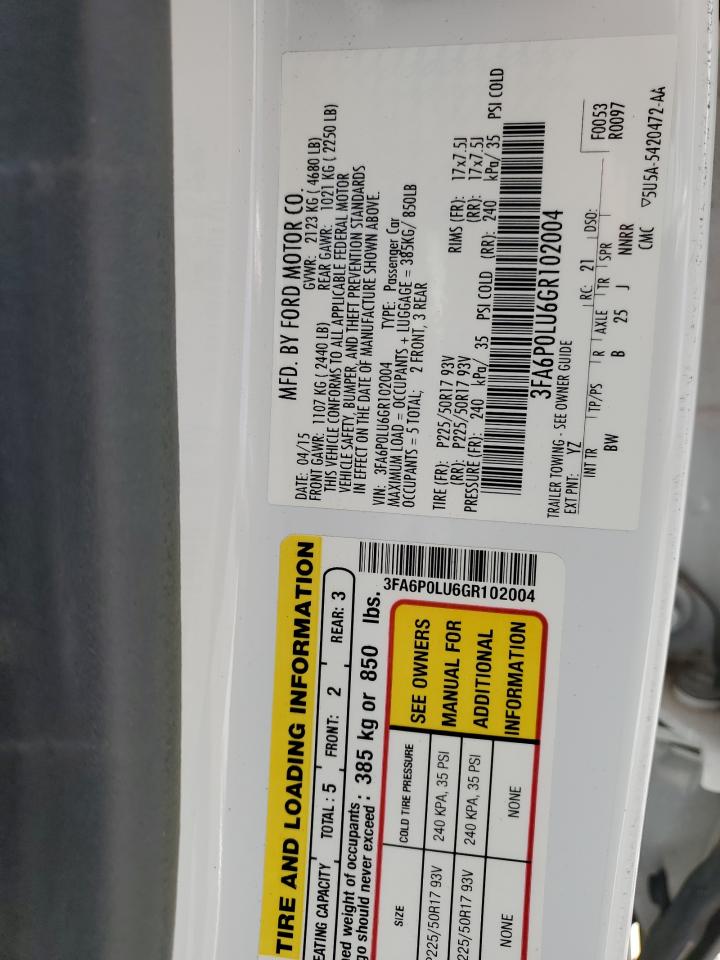 MFD. BY FORD MOTOR CO.
DATE: 04/15 GVWR: 2123 KG ( 4680 LB)
FRONT GAWR: 1107 KG ( 2440 LB) REAR GAWR: 1021 KG ( 2250 LB)
THIS VEHICLE CONFORMS TO ALL APPLICABLE FEDERAL MOTOR
VEHICLE SAFETY, BUMPER, AND THEFT PREVENTION STANDARDS
IN EFFECT ON THE DATE OF MANUFACTURE SHOWN ABOVE.
VIN: 3FA6P0LU6GR102004 TYPE: Passenger Car
MAXIMUM LOAD = OCCUPANTS + LUGGAGE = 385KG/ 850LB
OCCUPANTS = 5 TOTAL: 2 FRONT, 3 REAR
TIRE (FR): P225/50R17 93V RIMS (FR): 17x7.5J
(RR): P225/50R17 93V (RR): 17x7.5J
PRESSURE (FR): 240 kPa/ 35 PSI COLD (RR): 240 kPa/ 35 PSI COLD
3FA6P0LU6GR102004
TRAILER TOWING - SEE OWNER GUIDE
EXT PNT: YZ RC: 21 DSO: F0053
R0097
INT TR TP/PS R AXLE TR SPR
BW B 25 J NNRR
CMC ▽5U5A-5420472-AA
TIRE AND LOADING INFORMATION
EATING CAPACITY TOTAL : 5 FRONT: 2 REAR: 3
ned weight of occupants
go should never exceed : 385 kg or 850 lbs.
3FA6P0LU6GR102004
SIZE COLD TIRE PRESSURE
P225/50R17 93V 240 KPA, 35 PSI
225/50R17 93V 240 KPA, 35 PSI
NONE NONE
SEE OWNERS
MANUAL FOR
ADDITIONAL
INFORMATION